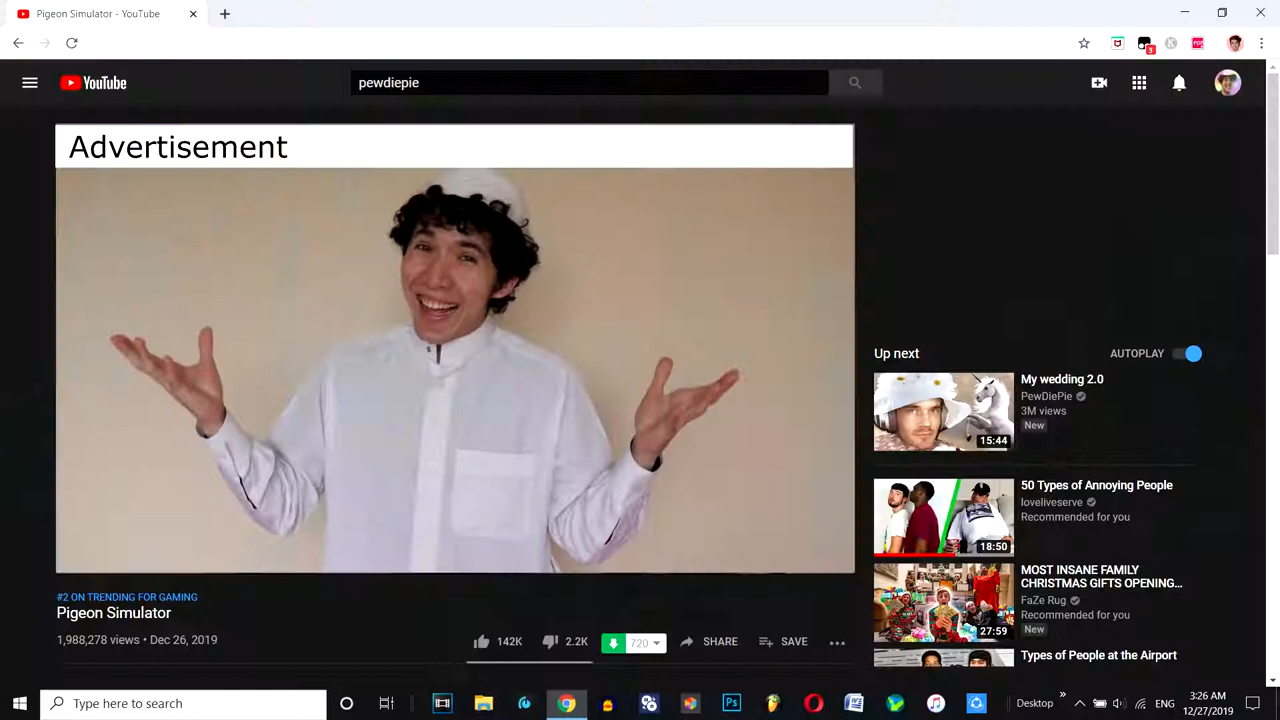 Pigeon Simulator - YouTube
3
PDF
YouTube
pewdiepie
Advertisement
Up next
AUTOPLAY
My wedding 2.0
PewDiePie
3M views
New
15:44
50 Types of Annoying People
loveliveserve
Recommended for you
18:50
MOST INSANE FAMILY
CHRISTMAS GIFTS OPENING...
FaZe Rug
Recommended for you
New
27:59
Types of People at the Airport
#2 ON TRENDING FOR GAMING
Pigeon Simulator
1,988,278 views • Dec 26, 2019
142K
2.2K
720
SHARE
SAVE
Type here to search
Ps
W
Desktop
ENG
3:26 AM
12/27/2019